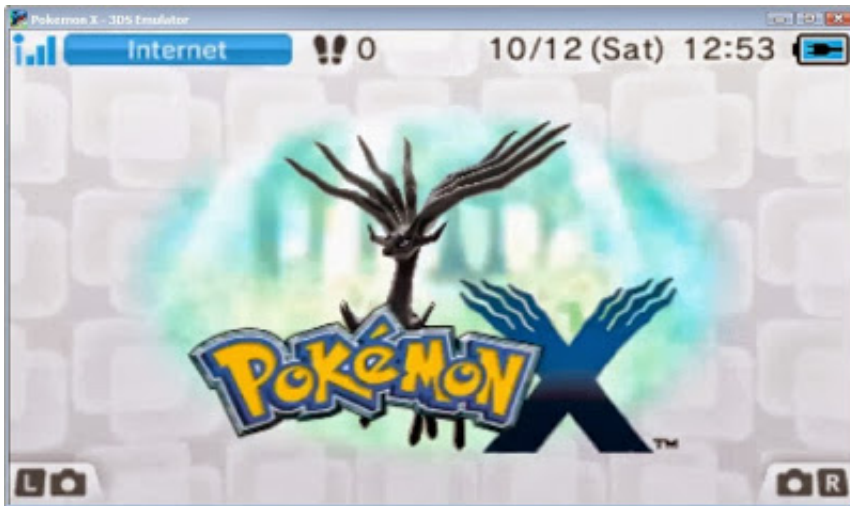 Pokemon X - 3DS Emulator
Internet 0 10/12 (Sat) 12:53
POKéMON X
TM
L R